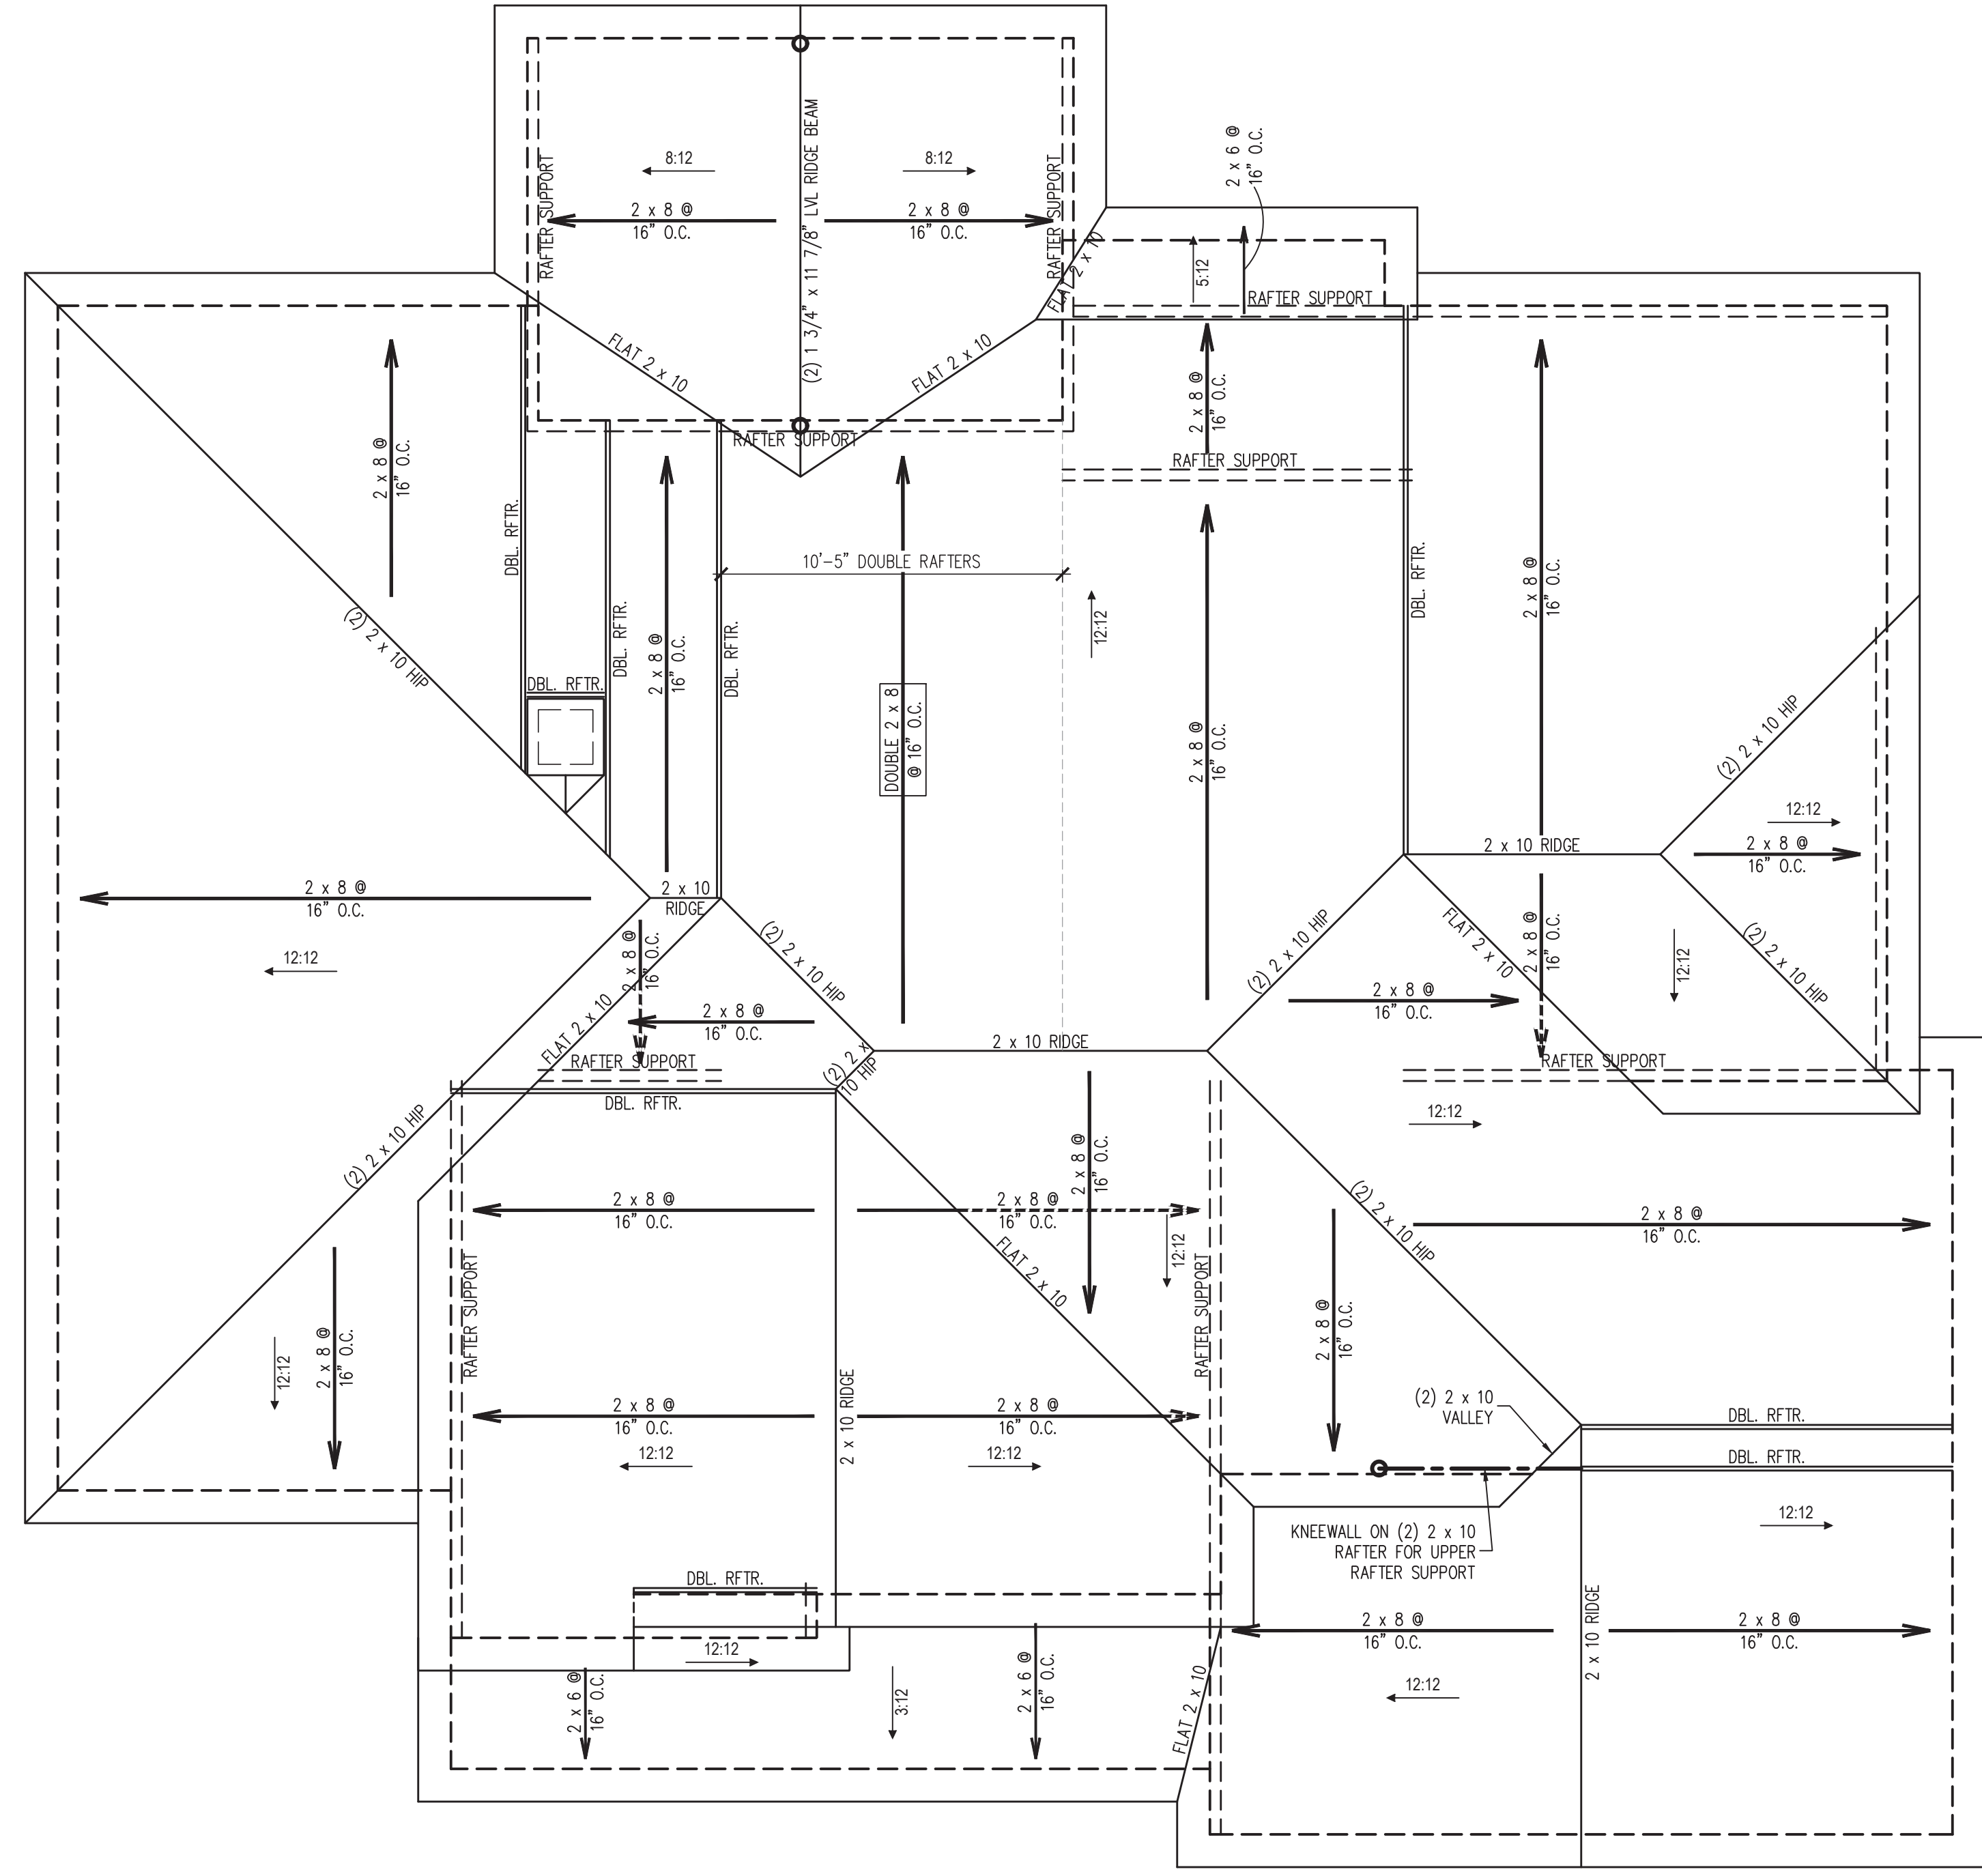 8:12
8:12
2 x 8 @
16" O.C.
2 x 8 @
16" O.C.
RAFTER SUPPORT
(2) 1 3/4" x 11 7/8" LVL RIDGE BEAM
RAFTER SUPPORT
2 x 6 @
16" O.C.
FLAT 2 x 10
5:12
RAFTER SUPPORT
FLAT 2 x 10
FLAT 2 x 10
2 x 8 @
16" O.C.
RAFTER SUPPORT
RAFTER SUPPORT
2 x 8 @
16" O.C.
DBL. RFTR.
10'-5" DOUBLE RAFTERS
12:12
DBL. RFTR.
2 x 8 @
16" O.C.
(2) 2 x 10 HIP
DBL. RFTR.
2 x 8 @
16" O.C.
DBL. RFTR.
DBL. RFTR.
DOUBLE 2 x 8
@ 16" O.C.
2 x 8 @
16" O.C.
(2) 2 x 10 HIP
12:12
2 x 8 @
16" O.C.
2 x 10 RIDGE
2 x 8 @
16" O.C.
2 x 10
RIDGE
12:12
2 x 8 @
16" O.C.
FLAT 2 x 10
(2) 2 x 10 HIP
2 x 8 @
16" O.C.
(2) 2 x 10 HIP
2 x 8 @
16" O.C.
FLAT 2 x 10
2 x 8 @
16" O.C.
12:12
(2) 2 x 10 HIP
RAFTER SUPPORT
(2) 2 x
10 HIP
2 x 10 RIDGE
RAFTER SUPPORT
DBL. RFTR.
12:12
(2) 2 x 10 HIP
2 x 8 @
16" O.C.
2 x 8 @
16" O.C.
2 x 8 @
16" O.C.
(2) 2 x 10 HIP
2 x 8 @
16" O.C.
12:12
FLAT 2 x 10
RAFTER SUPPORT
RAFTER SUPPORT
12:12
2 x 8 @
16" O.C.
2 x 8 @
16" O.C.
2 x 8 @
16" O.C.
2 x 10 RIDGE
2 x 8 @
16" O.C.
12:12
12:12
(2) 2 x 10
VALLEY
DBL. RFTR.
DBL. RFTR.
KNEEWALL ON (2) 2 x 10
RAFTER FOR UPPER
RAFTER SUPPORT
12:12
DBL. RFTR.
12:12
2 x 6 @
16" O.C.
3:12
2 x 6 @
16" O.C.
FLAT 2 x 10
2 x 8 @
16" O.C.
2 x 10 RIDGE
2 x 8 @
16" O.C.
12:12